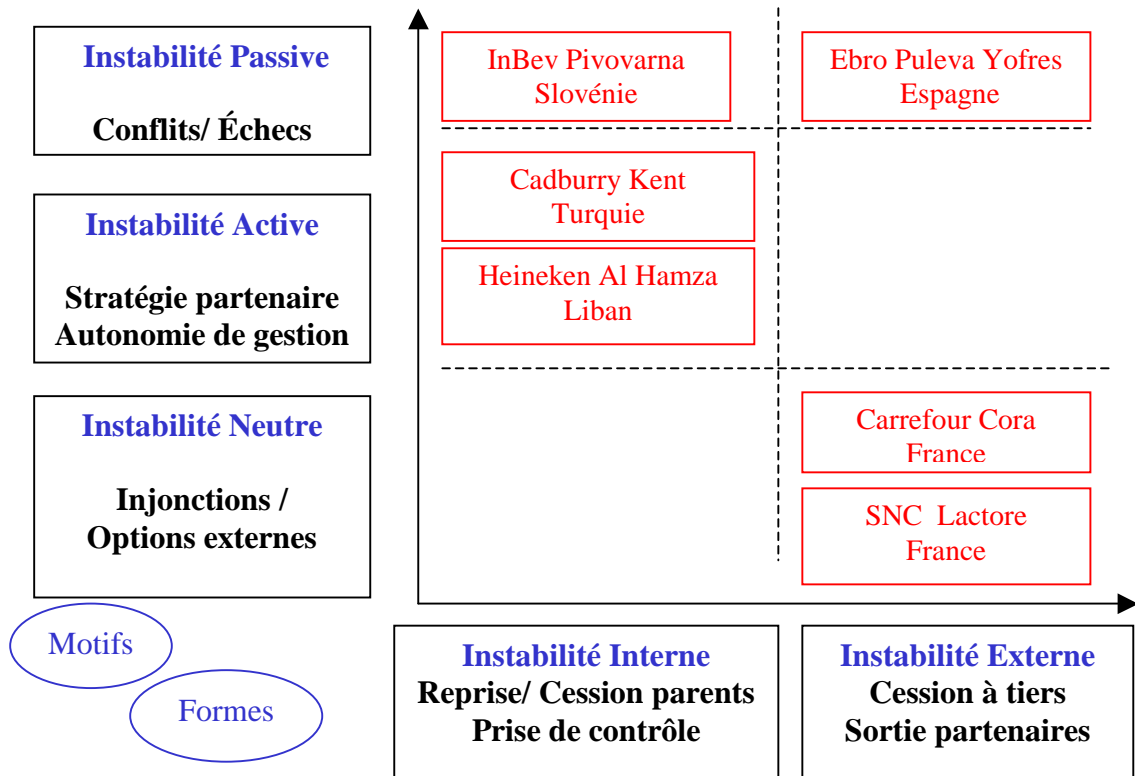 Instabilité Passive
Conflits/ Échecs
InBev Pivovarna
Slovénie
Ebro Puleva Yofres
Espagne
Instabilité Active
Stratégie partenaire
Autonomie de gestion
Cadburry Kent
Turquie
Heineken Al Hamza
Liban
Instabilité Neutre
Injonctions /
Options externes
Carrefour Cora
France
SNC Lactore
France
Motifs
Formes
Instabilité Interne
Reprise/ Cession parents
Prise de contrôle
Instabilité Externe
Cession à tiers
Sortie partenaires